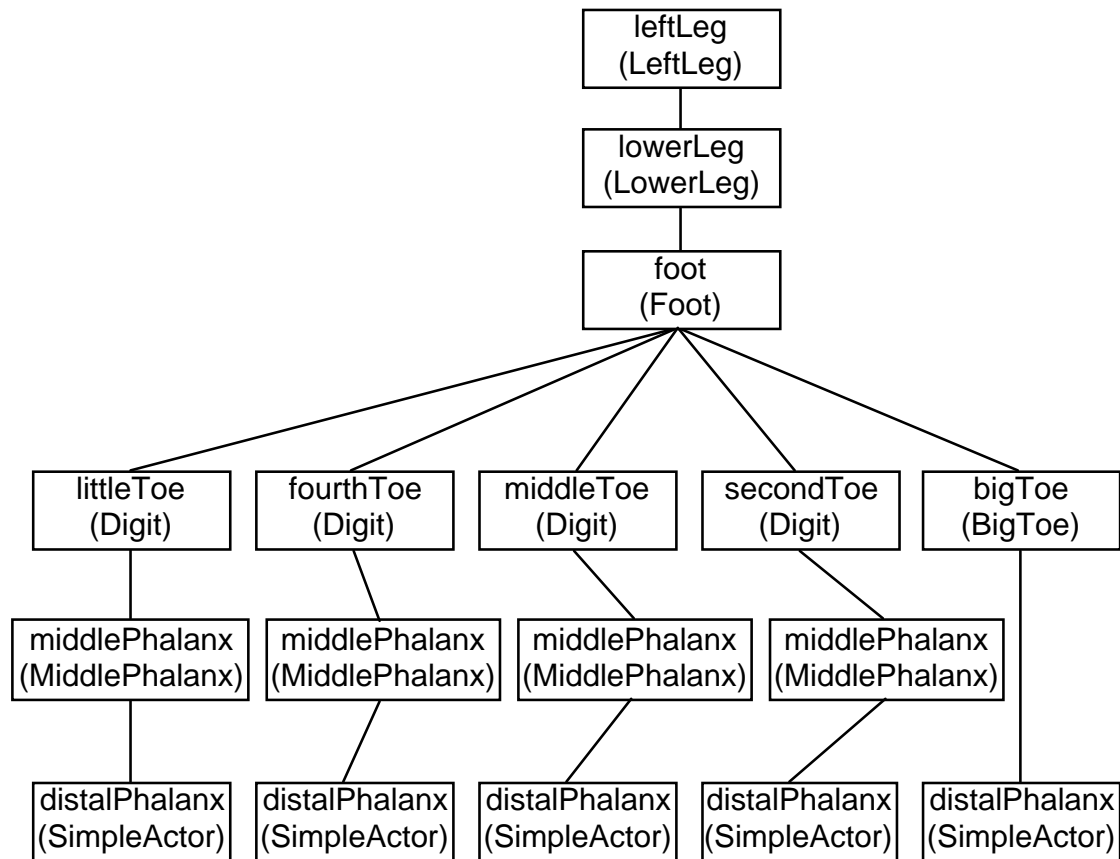 leftLeg
(LeftLeg)
lowerLeg
(LowerLeg)
foot
(Foot)
littleToe
(Digit)
fourthToe
(Digit)
middleToe
(Digit)
secondToe
(Digit)
bigToe
(BigToe)
middlePhalanx
(MiddlePhalanx)
middlePhalanx
(MiddlePhalanx)
middlePhalanx
(MiddlePhalanx)
middlePhalanx
(MiddlePhalanx)
distalPhalanx
(SimpleActor)
distalPhalanx
(SimpleActor)
distalPhalanx
(SimpleActor)
distalPhalanx
(SimpleActor)
distalPhalanx
(SimpleActor)